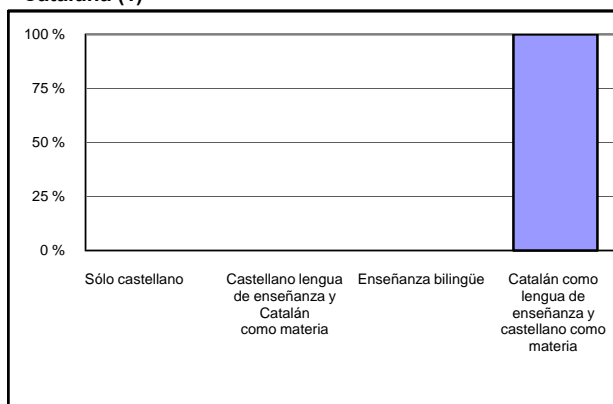 Cataluña (1)
100 %
75 %
50 %
25 %
0 %
Sólo castellano
Castellano lengua
de enseñanza y
Catalán
como materia
Enseñanza bilingüe
Catalán como
lengua de
enseñanza y
castellano como
materia